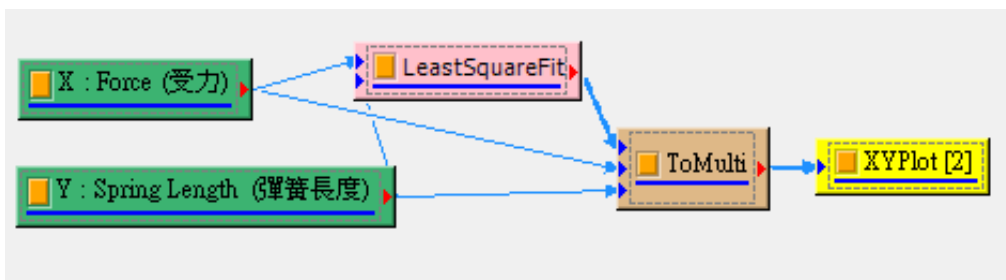 X : Force (受力)
LeastSquareFit
Y : Spring Length (彈簧長度)
ToMulti
XYPlot [2]